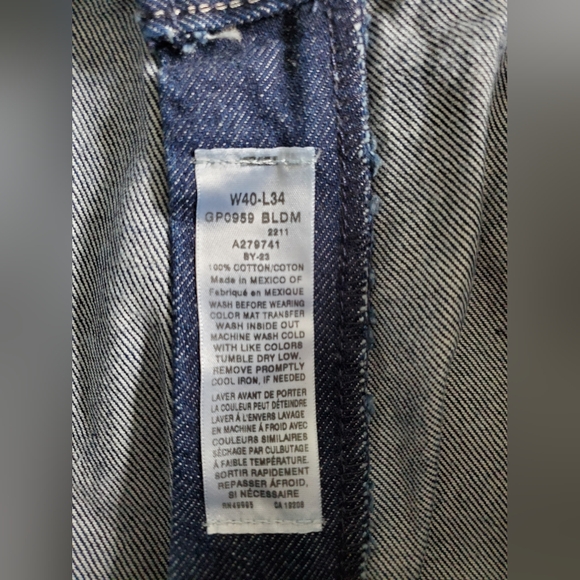 W40-L34
GP0959 BLDM
2211
A279741
BY-23
100% COTTON/COTON
Made in MEXICO OF
Fabriqué en MEXIQUE
WASH BEFORE WEARING
COLOR MAT TRANSFER
WASH INSIDE OUT
MACHINE WASH COLD
WITH LIKE COLORS
TUMBLE DRY LOW.
REMOVE PROMPTLY
COOL IRON, IF NEEDED
LAVER AVANT DE PORTER
LA COULEUR PEUT DÉTEINDRE
LAVER À L'ENVERS LAVAGE
EN MACHINE À FROID AVEC
COULEURS SIMILAIRES
SÉCHAGE PAR CULBUTAGE
À FAIBLE TEMPÉRATURE.
SORTIR RAPIDEMENT
REPASSER ÀFROID,
SI NÉCESSAIRE